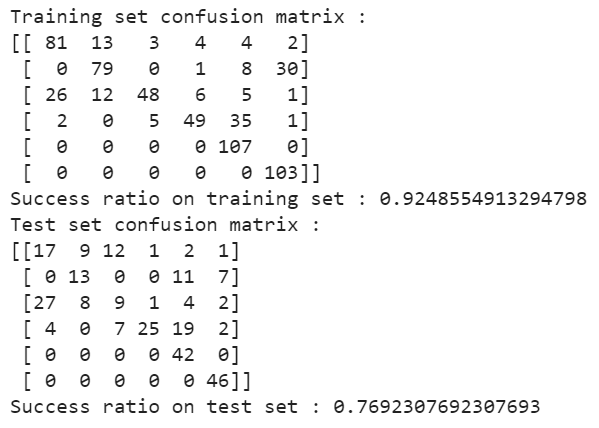 Training set confusion matrix :
[[ 81  13   3   4   4   2]
 [  0  79   0   1   8  30]
 [ 26  12  48   6   5   1]
 [  2   0   5  49  35   1]
 [  0   0   0   0 107   0]
 [  0   0   0   0   0 103]]
Success ratio on training set : 0.9248554913294798
Test set confusion matrix :
[[17  9 12  1  2  1]
 [ 0 13  0  0 11  7]
 [27  8  9  1  4  2]
 [ 4  0  7 25 19  2]
 [ 0  0  0  0 42  0]
 [ 0  0  0  0  0 46]]
Success ratio on test set : 0.7692307692307693